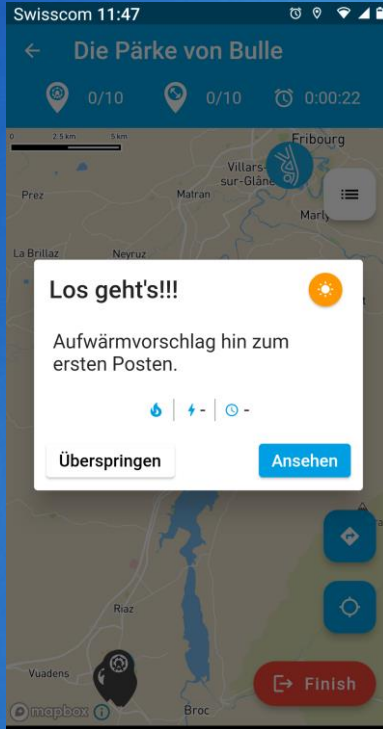 Swisscom 11:47
Die Pärke von Bulle
0/10 0/10 0:00:22
0 2.5 km 5 km
Fribourg
Villars-
sur-Glâne
Prez
Matran
Marly
La Brillaz
Neyruz
Los geht's!!!
Aufwärmvorschlag hin zum
ersten Posten.
- -
Überspringen Ansehen
Riaz
Vuadens
Finish
mapbox
Broc